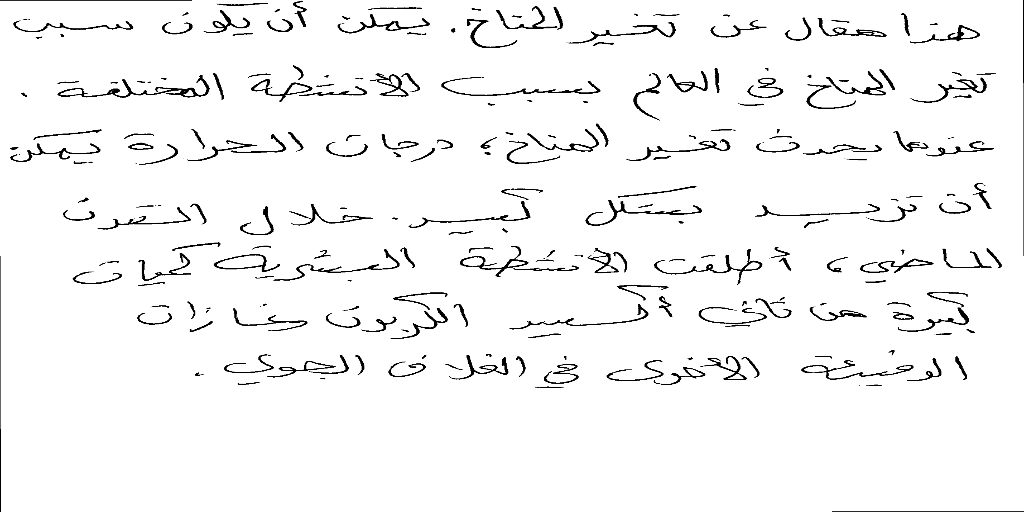 هذا مقال عن تغير المناخ. يمكن أن يكون سبب
تغير المناخ في العالم بسبب الأنشطة المختلفة .
عندما يحدث تغير المناخ، درجات الحرارة يمكن
أن تزيد بشكل كبير. خلال القرن
الماضي، أطلقت الأنشطة البشرية كميات
كبيرة من ثاني أكسيد الكربون وغازات
الدفيئة الأخرى في الغلاف الجوي .